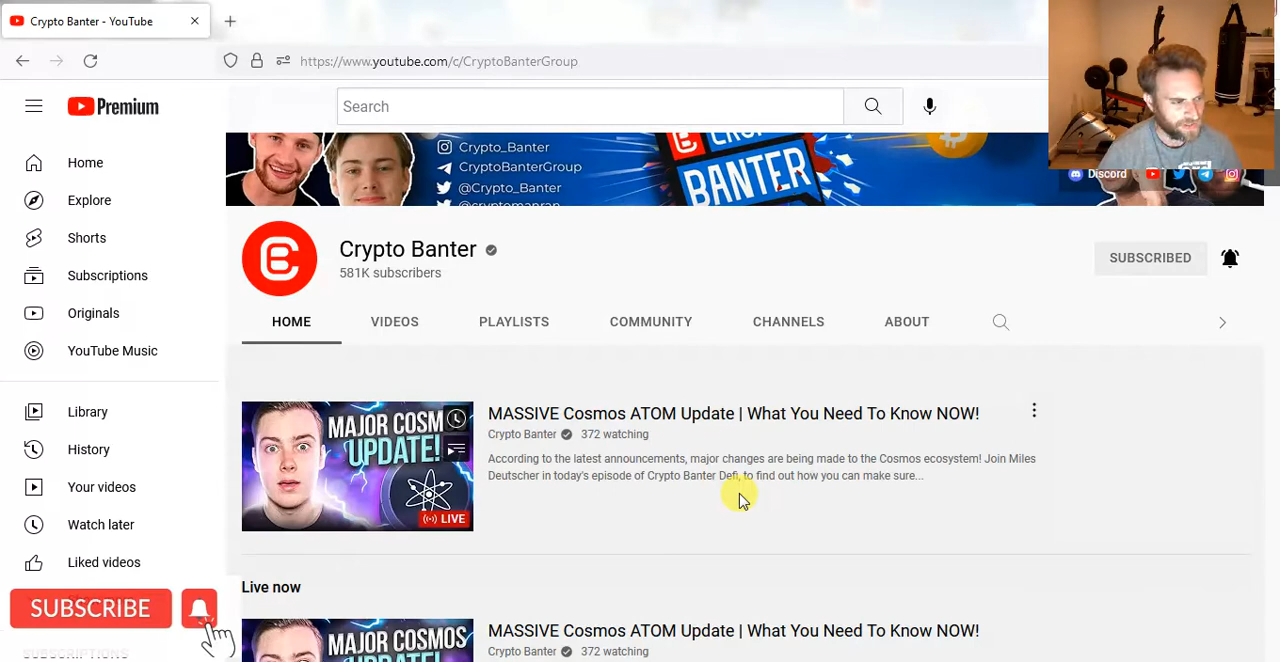 Crypto Banter - YouTube
https://www.youtube.com/c/CryptoBanterGroup
Premium
Search
Crypto_Banter
CryptoBanterGroup
@Crypto_Banter
@cryptomanran
BANTER
Discord
Home
Explore
Shorts
Subscriptions
Originals
YouTube Music
Library
History
Your videos
Watch later
Liked videos
SUBSCRIBE
SUBSCRIPTIONS
Crypto Banter
581K subscribers
SUBSCRIBED
HOME
VIDEOS
PLAYLISTS
COMMUNITY
CHANNELS
ABOUT
MAJOR COSM
UPDATE!
LIVE
MASSIVE Cosmos ATOM Update | What You Need To Know NOW!
Crypto Banter 372 watching
According to the latest announcements, major changes are being made to the Cosmos ecosystem! Join Miles
Deutscher in today's episode of Crypto Banter Defi, to find out how you can make sure...
Live now
MAJOR COSMOS
MASSIVE Cosmos ATOM Update | What You Need To Know NOW!
Crypto Banter 372 watching